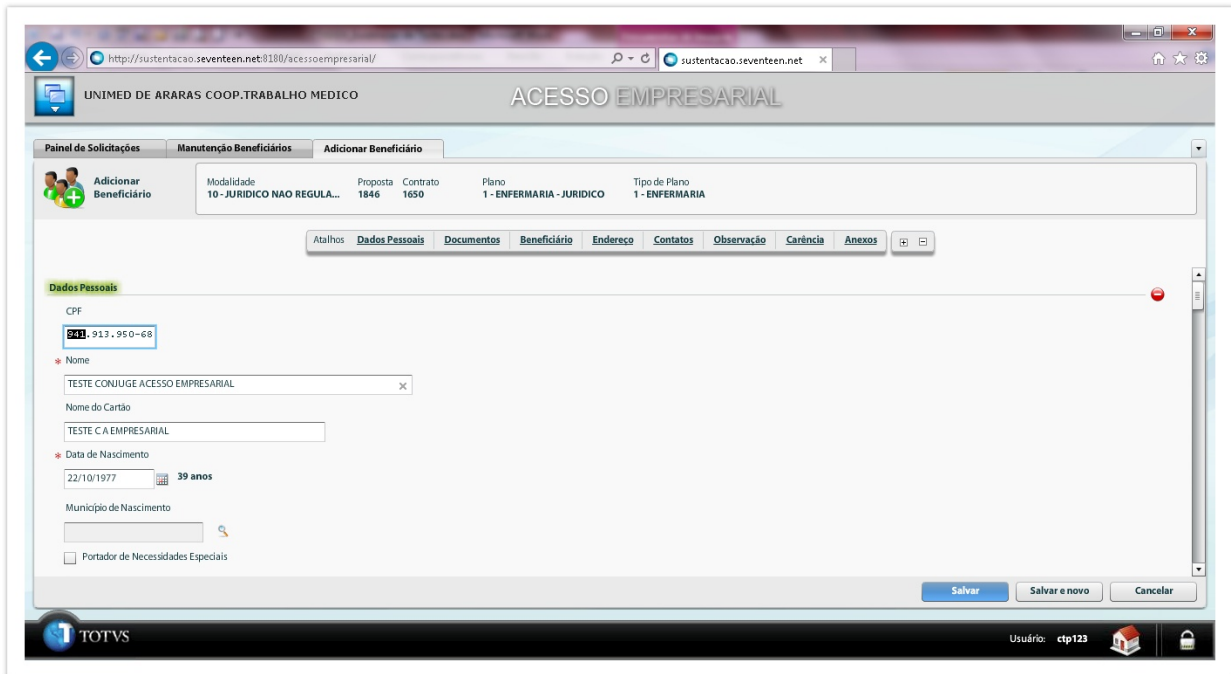 http://sustentacao.seventeen.net:8180/acessoempresarial/
sustentacao.seventeen.net
UNIMED DE ARARAS COOP.TRABALHO MEDICO
ACESSO EMPRESARIAL
Painel de Solicitações Manutenção Beneficiários Adicionar Beneficiário
Adicionar Beneficiário
Modalidade Proposta Contrato Plano Tipo de Plano
10 - JURIDICO NAO REGULA... 1846 1650 1 - ENFERMARIA - JURIDICO 1 - ENFERMARIA
Atalhos Dados Pessoais Documentos Beneficiário Endereço Contatos Observação Carência Anexos
Dados Pessoais
CPF
941.913.950-68
* Nome
TESTE CONJUGE ACESSO EMPRESARIAL
Nome do Cartão
TESTE C A EMPRESARIAL
* Data de Nascimento
22/10/1977 39 anos
Município de Nascimento
Portador de Necessidades Especiais
Salvar Salvar e novo Cancelar
TOTVS
Usuário: ctp123